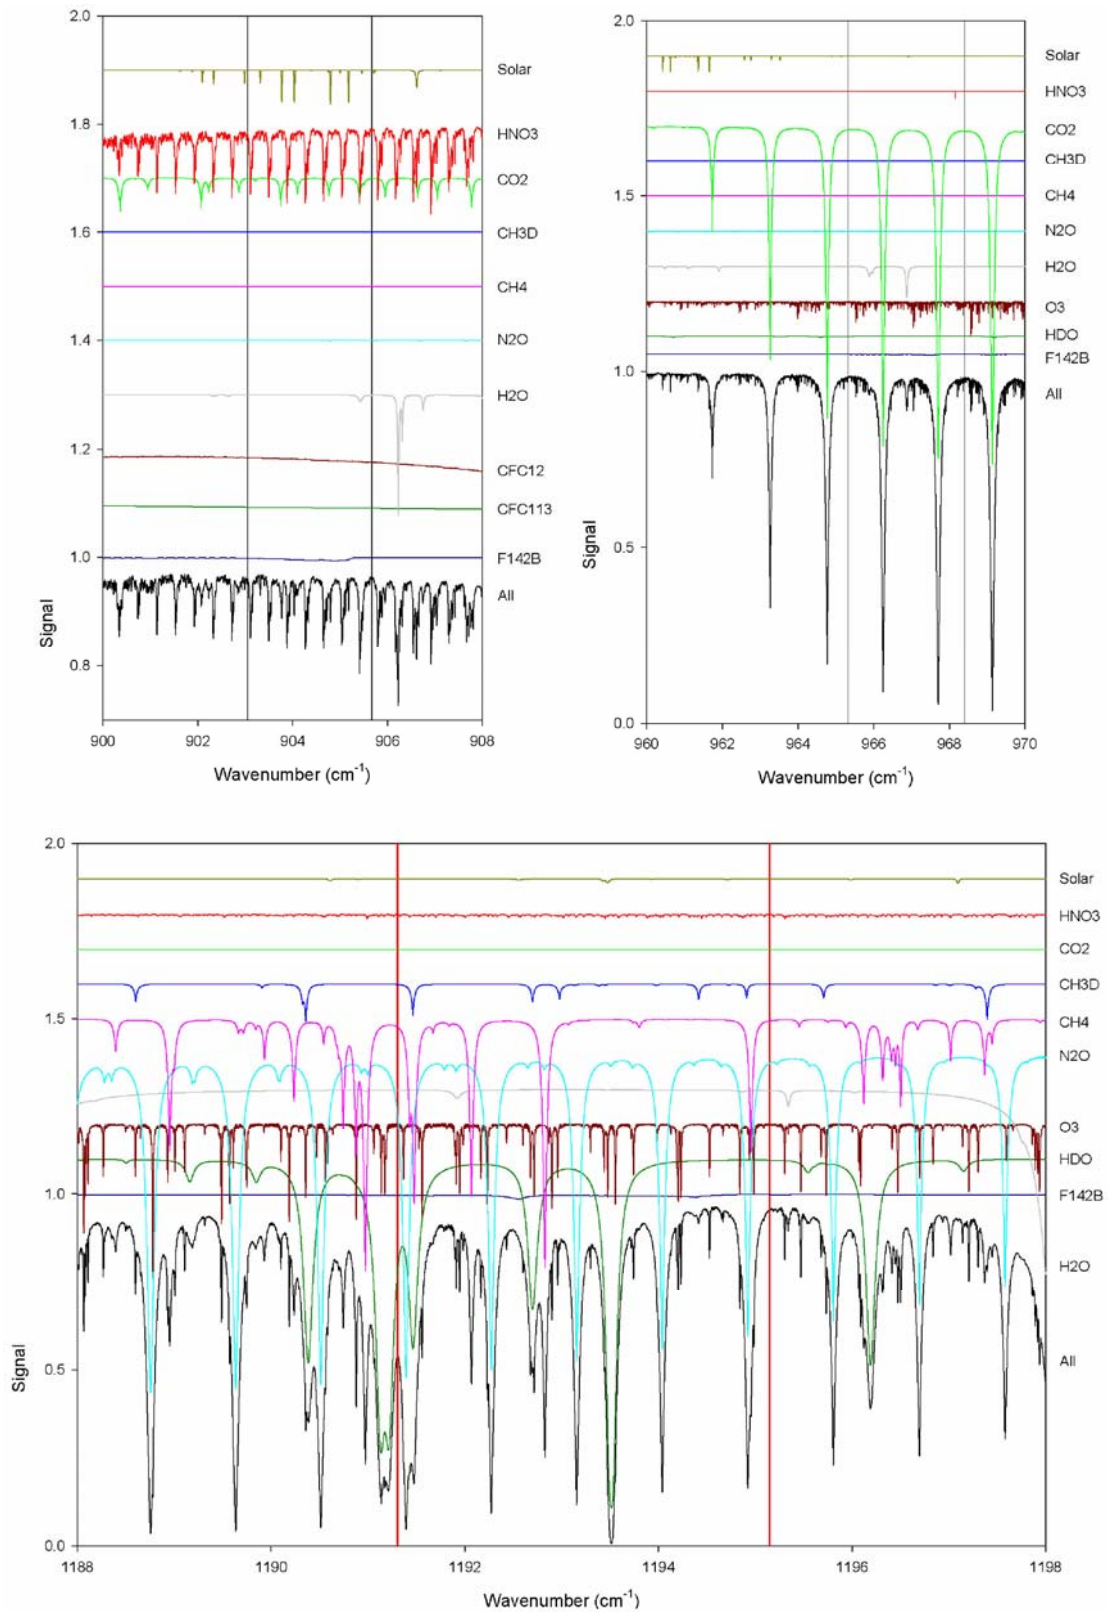 2.0
1.8
1.6
1.4
1.2
1.0
0.8
Signal
Solar
HNO3
CO2
CH3D
CH4
N2O
H2O
CFC12
CFC113
F142B
All
900 902 904 906 908
Wavenumber (cm-1)
2.0
1.5
1.0
0.5
0.0
Signal
Solar
HNO3
CO2
CH3D
CH4
N2O
H2O
O3
HDO
F142B
All
960 962 964 966 968 970
Wavenumber (cm-1)
2.0
1.5
1.0
0.5
0.0
Signal
Solar
HNO3
CO2
CH3D
CH4
N2O
O3
HDO
F142B
H2O
All
1188 1190 1192 1194 1196 1198
Wavenumber (cm-1)